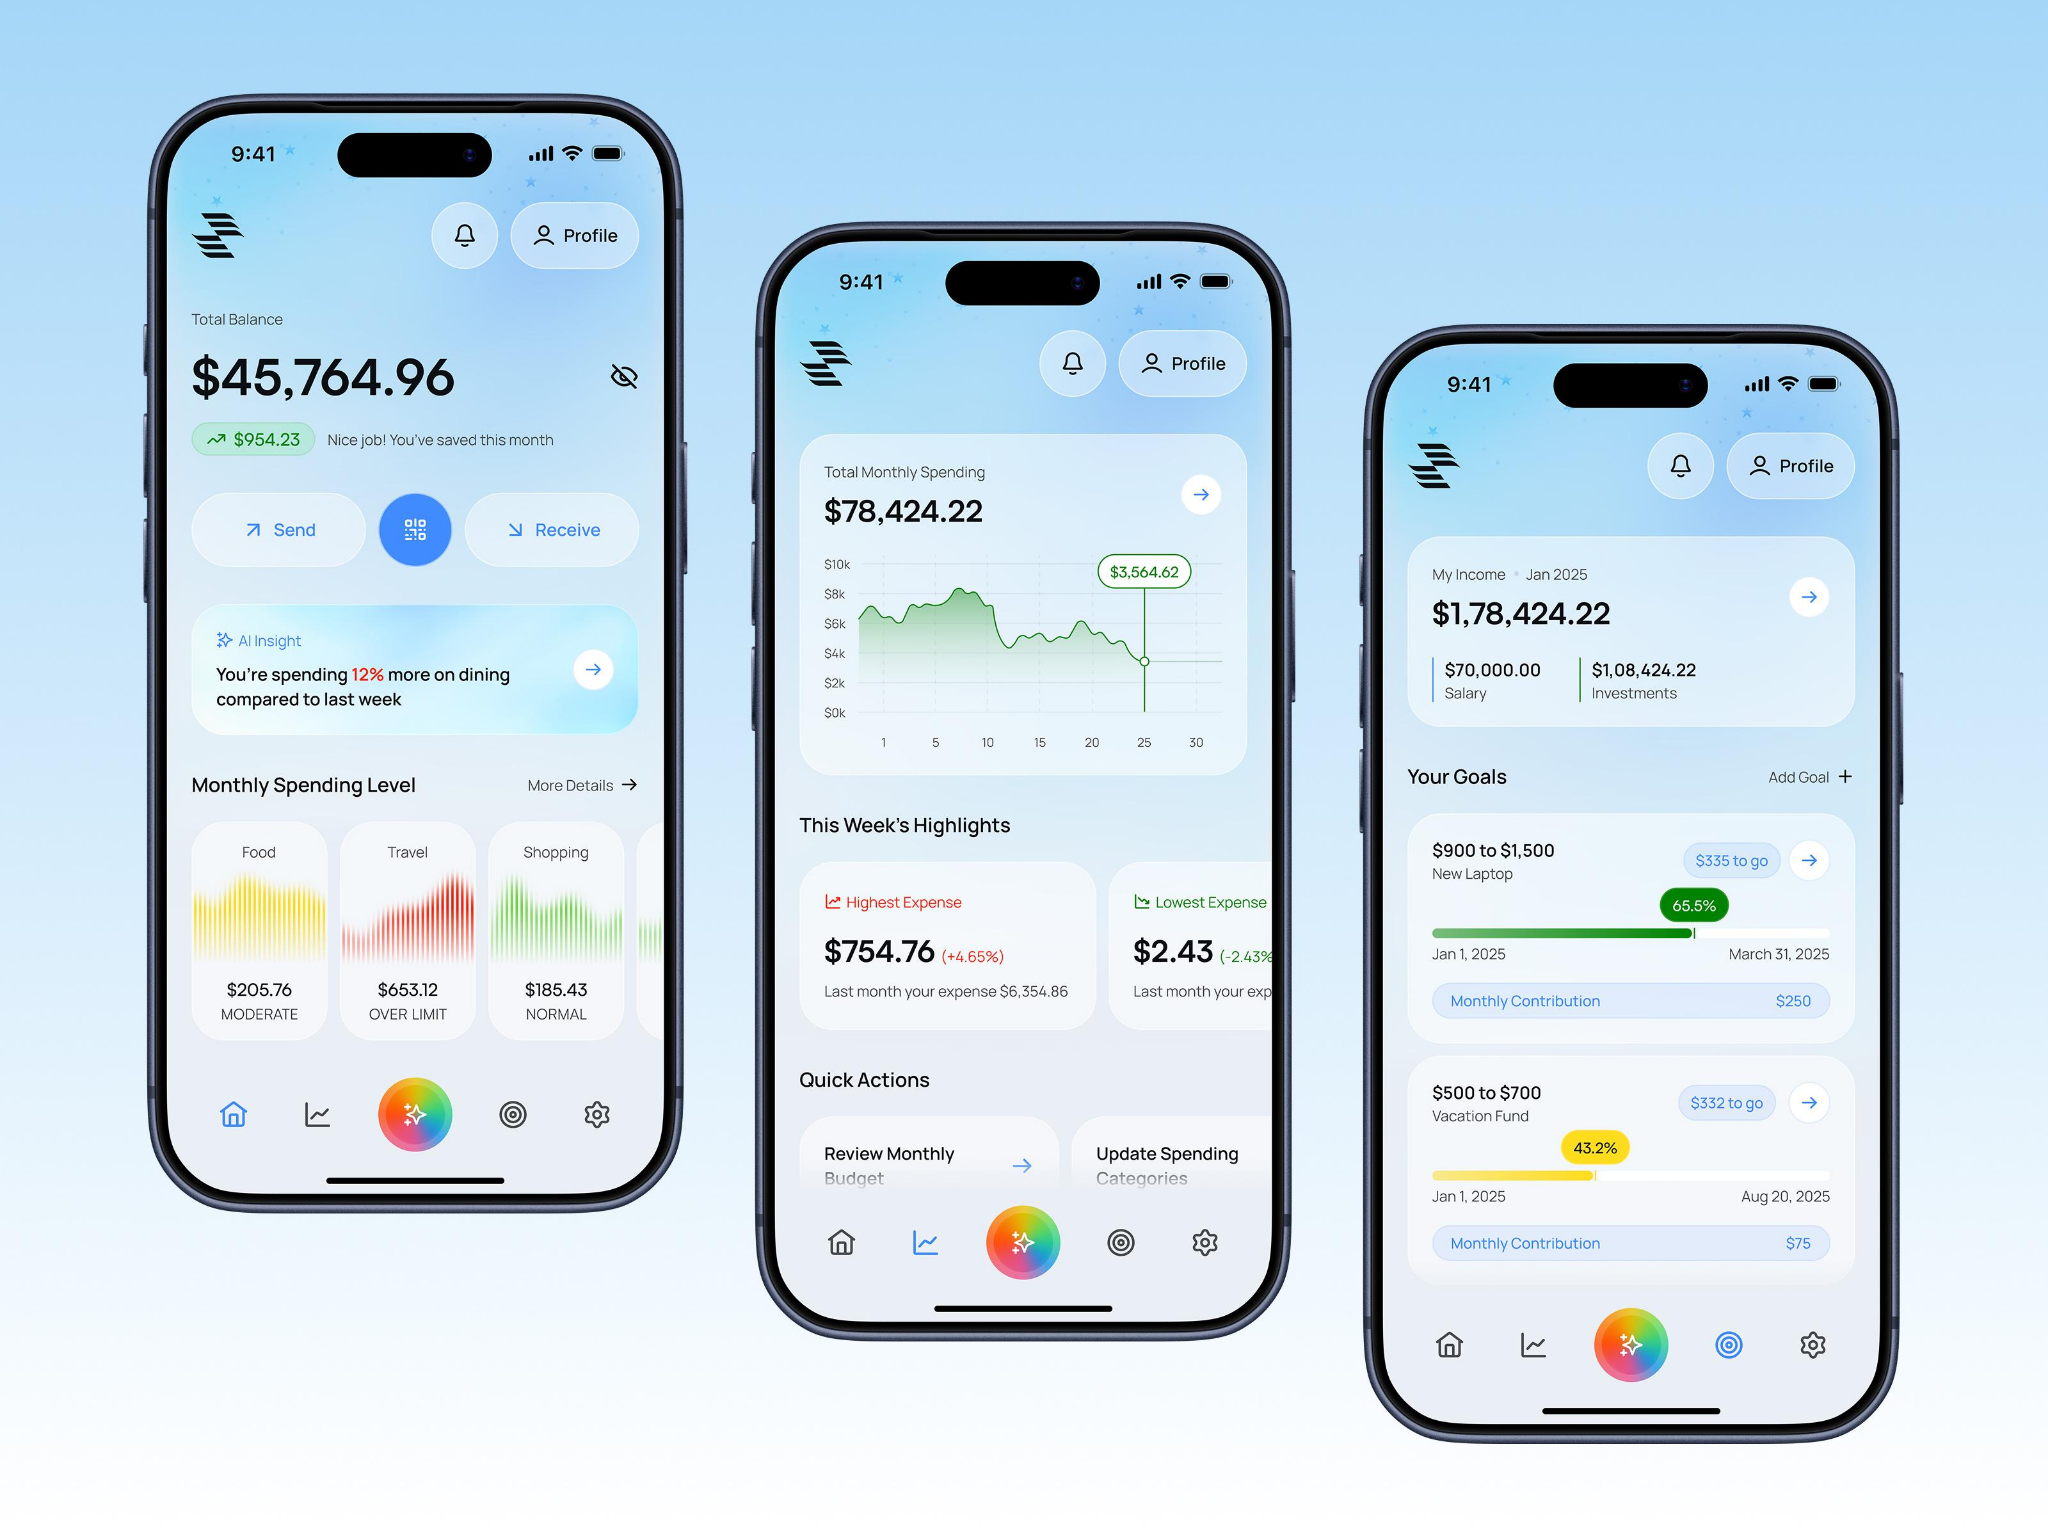 9:41
Profile
Total Balance
$45,764.96
$954.23 Nice job! You've saved this month
Send
Receive
AI Insight
You're spending 12% more on dining
compared to last week
Monthly Spending Level
More Details
Food
$205.76
MODERATE
Travel
$653.12
OVER LIMIT
Shopping
$185.43
NORMAL
9:41
Profile
Total Monthly Spending
$78,424.22
$3,564.62
$10k
$8k
$6k
$4k
$2k
$0k
1 5 10 15 20 25 30
This Week's Highlights
Highest Expense
$754.76 (+4.65%)
Last month your expense $6,354.86
Lowest Expense
$2.43 (-2.43%
Last month your exp
Quick Actions
Review Monthly
Budget
Update Spending
Categories
9:41
Profile
My Income Jan 2025
$1,78,424.22
$70,000.00
Salary
$1,08,424.22
Investments
Your Goals
Add Goal
$900 to $1,500
New Laptop
$335 to go
65.5%
Jan 1, 2025
March 31, 2025
Monthly Contribution $250
$500 to $700
Vacation Fund
$332 to go
43.2%
Jan 1, 2025
Aug 20, 2025
Monthly Contribution $75